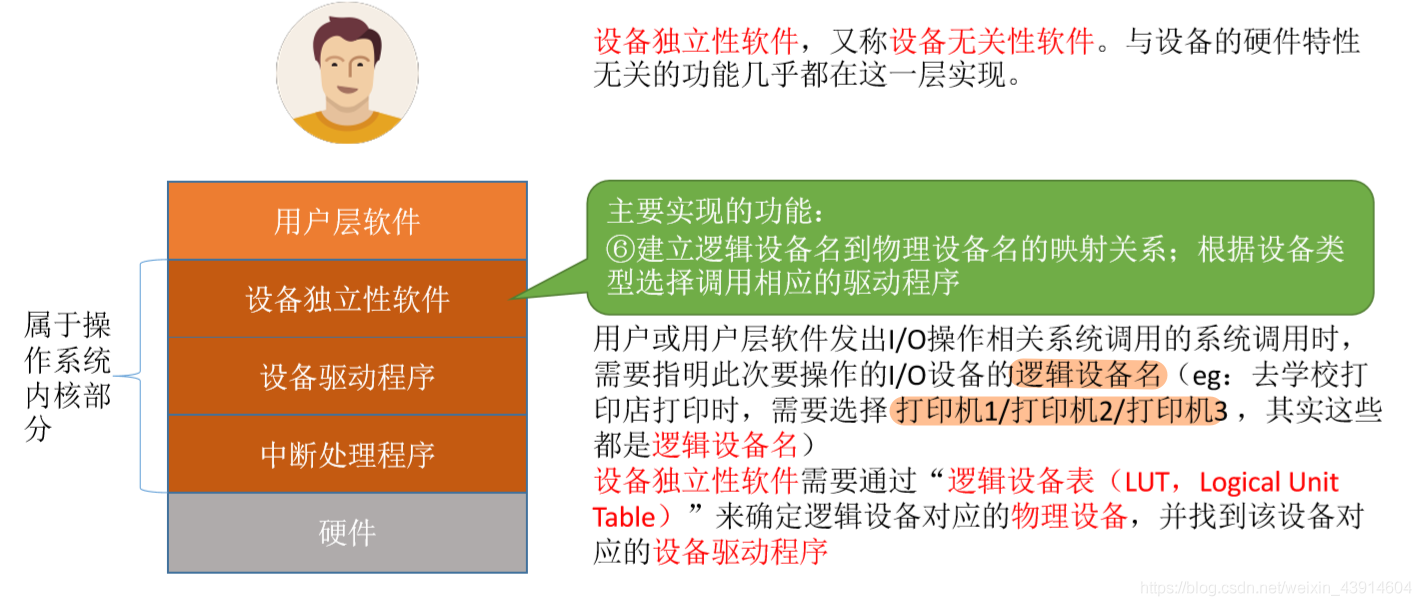 设备独立性软件，又称设备无关性软件。与设备的硬件特性
无关的功能几乎都在这一层实现。
用户层软件
设备独立性软件
设备驱动程序
中断处理程序
硬件
属于操
作系统
内核部
分
主要实现的功能：
⑥建立逻辑设备名到物理设备名的映射关系；根据设备类
型选择调用相应的驱动程序
用户或用户层软件发出I/O操作相关系统调用的系统调用时，
需要指明此次要操作的I/O设备的逻辑设备名（eg：去学校打
印店打印时，需要选择 打印机1/打印机2/打印机3 ，其实这些
都是逻辑设备名）
设备独立性软件需要通过“逻辑设备表（LUT，Logical Unit
Table）”来确定逻辑设备对应的物理设备，并找到该设备对
应的设备驱动程序
https://blog.csdn.net/weixin_43914604